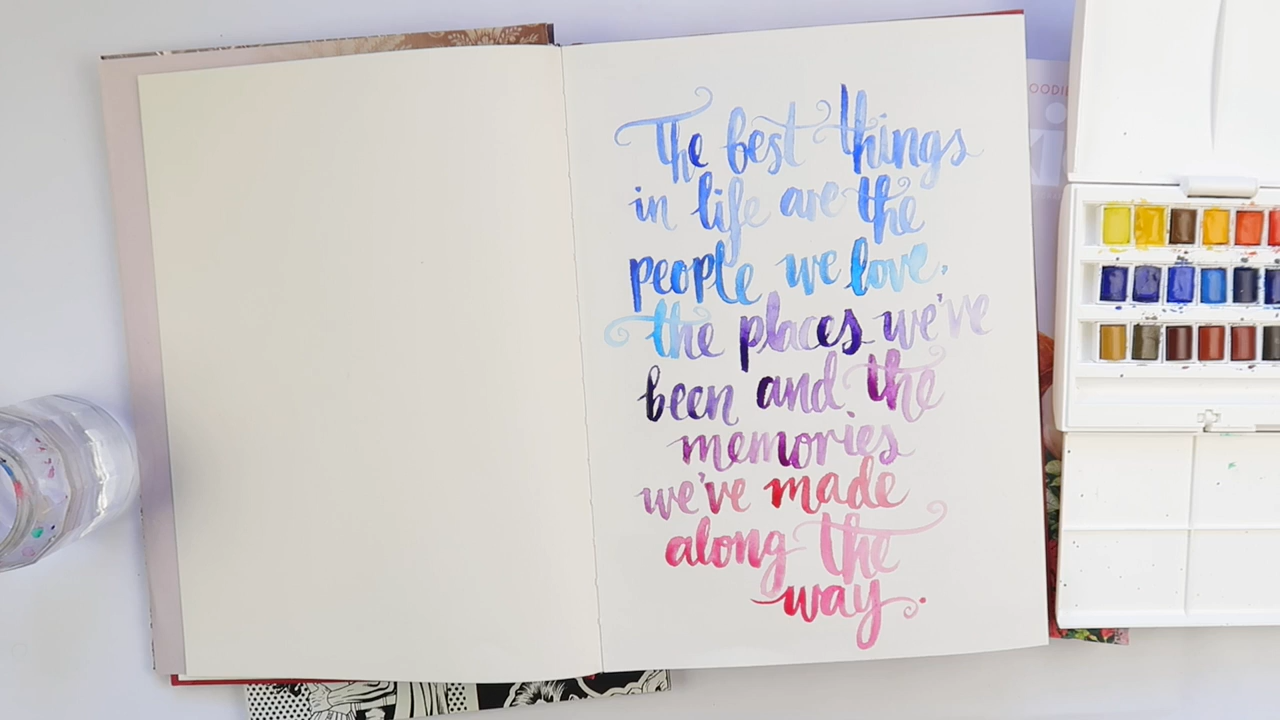 The best things
in life are the
people we love,
the places we've
been and the
memories
we've made
along the
way.